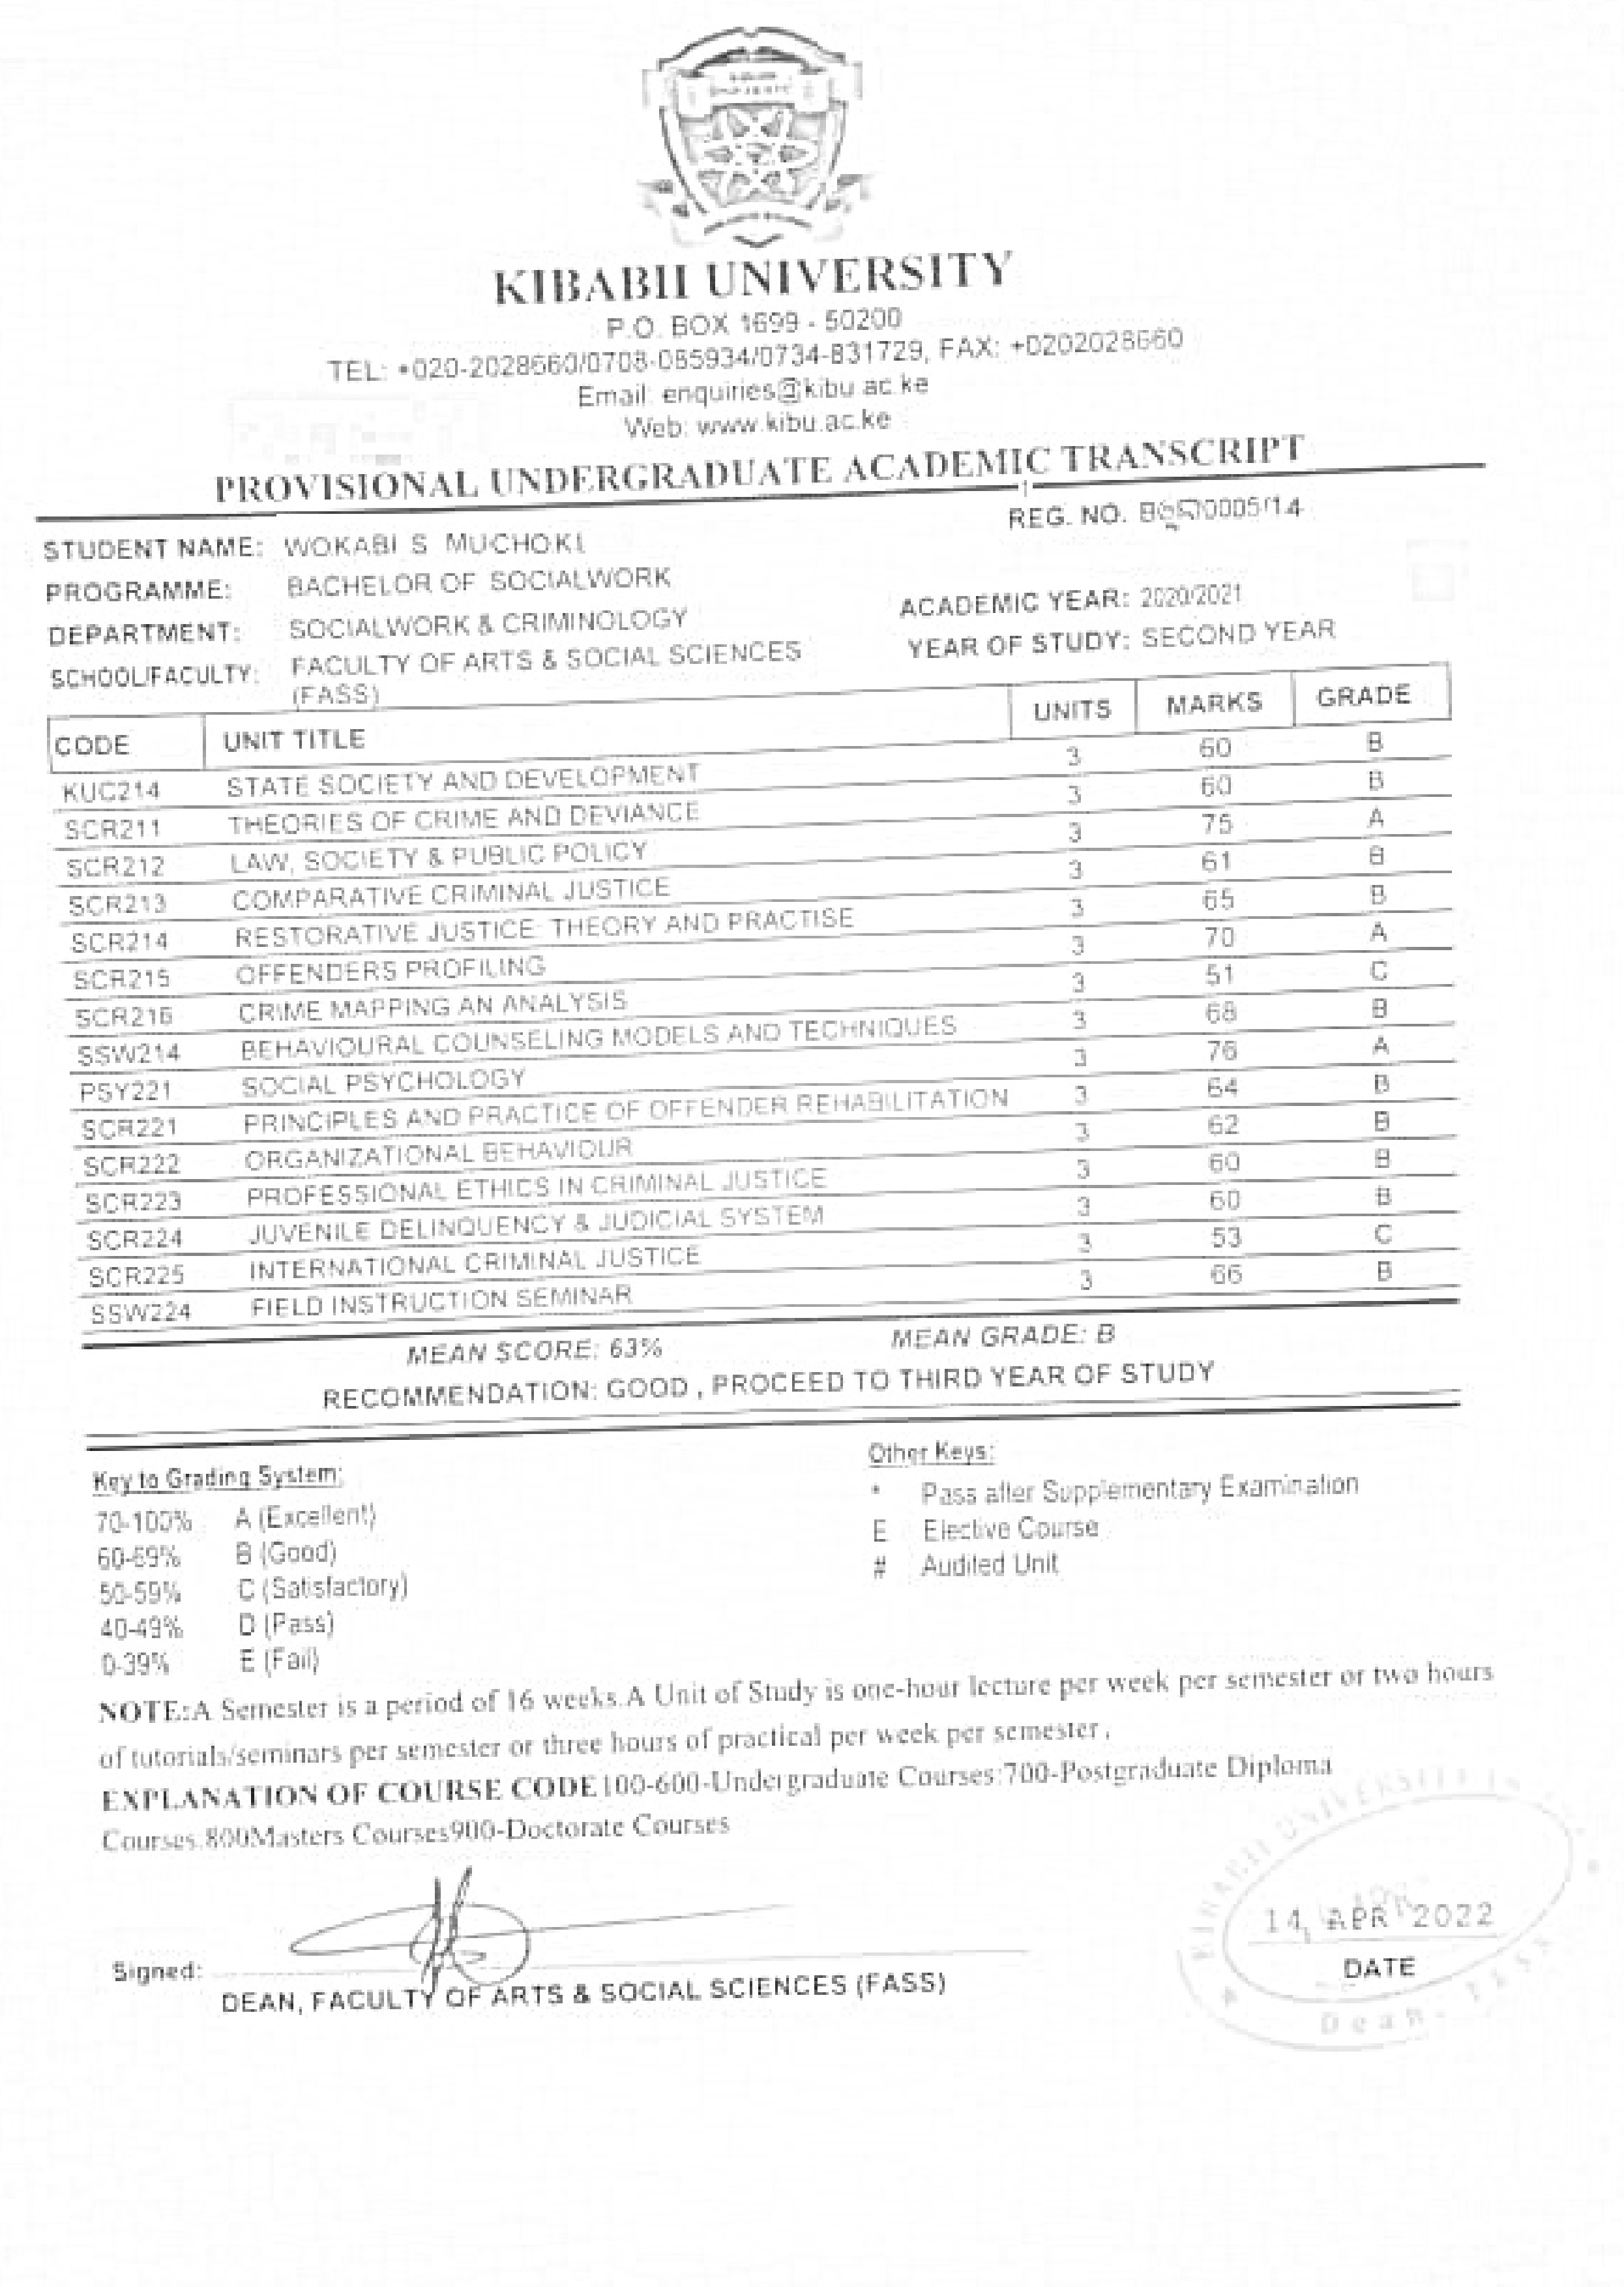 KIBABII UNIVERSITY
P.O. BOX 1699 - 50200
TEL: +020-2028660/0708-085934/0734-831729, FAX: +0202028660
Email: enquiries@kibu.ac.ke
Web: www.kibu.ac.ke
PROVISIONAL UNDERGRADUATE ACADEMIC TRANSCRIPT
REG. NO.
STUDENT NAME: WOKABI S MUCHOKI
PROGRAMME: BACHELOR OF SOCIALWORK
ACADEMIC YEAR: 2020/2021
DEPARTMENT: SOCIALWORK & CRIMINOLOGY
YEAR OF STUDY: SECOND YEAR
SCHOOL/FACULTY: FACULTY OF ARTS & SOCIAL SCIENCES
(FASS)
CODE UNIT TITLE UNITS MARKS GRADE
KUC214 STATE SOCIETY AND DEVELOPMENT 3 60 B
SCR211 THEORIES OF CRIME AND DEVIANCE 3 60 B
SCR212 LAW, SOCIETY & PUBLIC POLICY 3 75 A
SCR213 COMPARATIVE CRIMINAL JUSTICE 3 61 B
SCR214 RESTORATIVE JUSTICE: THEORY AND PRACTISE 3 65 B
SCR215 OFFENDERS PROFILING 3 70 A
SCR216 CRIME MAPPING AN ANALYSIS 3 51 C
SSW214 BEHAVIOURAL COUNSELING MODELS AND TECHNIQUES 3 68 B
PSY221 SOCIAL PSYCHOLOGY 3 76 A
SCR221 PRINCIPLES AND PRACTICE OF OFFENDER REHABILITATION 3 64 B
SCR222 ORGANIZATIONAL BEHAVIOUR 3 62 B
SCR223 PROFESSIONAL ETHICS IN CRIMINAL JUSTICE 3 60 B
SCR224 JUVENILE DELINQUENCY & JUDICIAL SYSTEM 3 60 B
SCR225 INTERNATIONAL CRIMINAL JUSTICE 3 53 C
SSW224 FIELD INSTRUCTION SEMINAR 3 66 B
MEAN SCORE: 63% MEAN GRADE: B
RECOMMENDATION: GOOD , PROCEED TO THIRD YEAR OF STUDY
Key to Grading System:
70-100% A (Excellent)
60-69% B (Good)
50-59% C (Satisfactory)
40-49% D (Pass)
0-39% E (Fail)
Other Keys:
* Pass after Supplementary Examination
E Elective Course
# Audited Unit
NOTE:A Semester is a period of 16 weeks.A Unit of Study is one-hour lecture per week per semester or two hours
of tutorials/seminars per semester or three hours of practical per week per semester.
EXPLANATION OF COURSE CODE100-600-Undergraduate Courses:700-Postgraduate Diploma
Courses.800Masters Courses900-Doctorate Courses
Signed:
DEAN, FACULTY OF ARTS & SOCIAL SCIENCES (FASS)
KIBABII UNIVERSITY
14 APR 2022
DATE
Dean - FASS